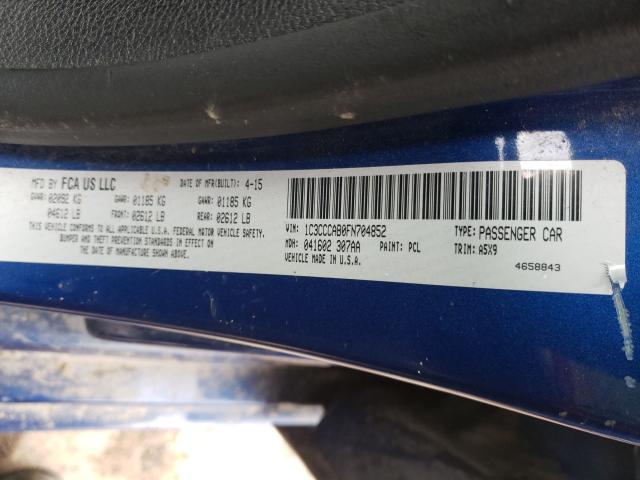 MFD BY FCA US LLC DATE OF MFR(BUILT): 4-15
GVWR: 02092 KG GAWR: 01185 KG GAWR: 01185 KG
04612 LB FRONT: 02612 LB REAR: 02612 LB
THIS VEHICLE CONFORMS TO ALL APPLICABLE U.S.A. FEDERAL MOTOR VEHICLE SAFETY,
BUMPER AND THEFT PREVENTION STANDARDS IN EFFECT ON
THE DATE OF MANUFACTURE SHOWN ABOVE.
VIN: 1C3CCCAB0FN704852 TYPE: PASSENGER CAR
MDH: 041602 307AA PAINT: PCL TRIM: A5X9
VEHICLE MADE IN U.S.A.
4658843